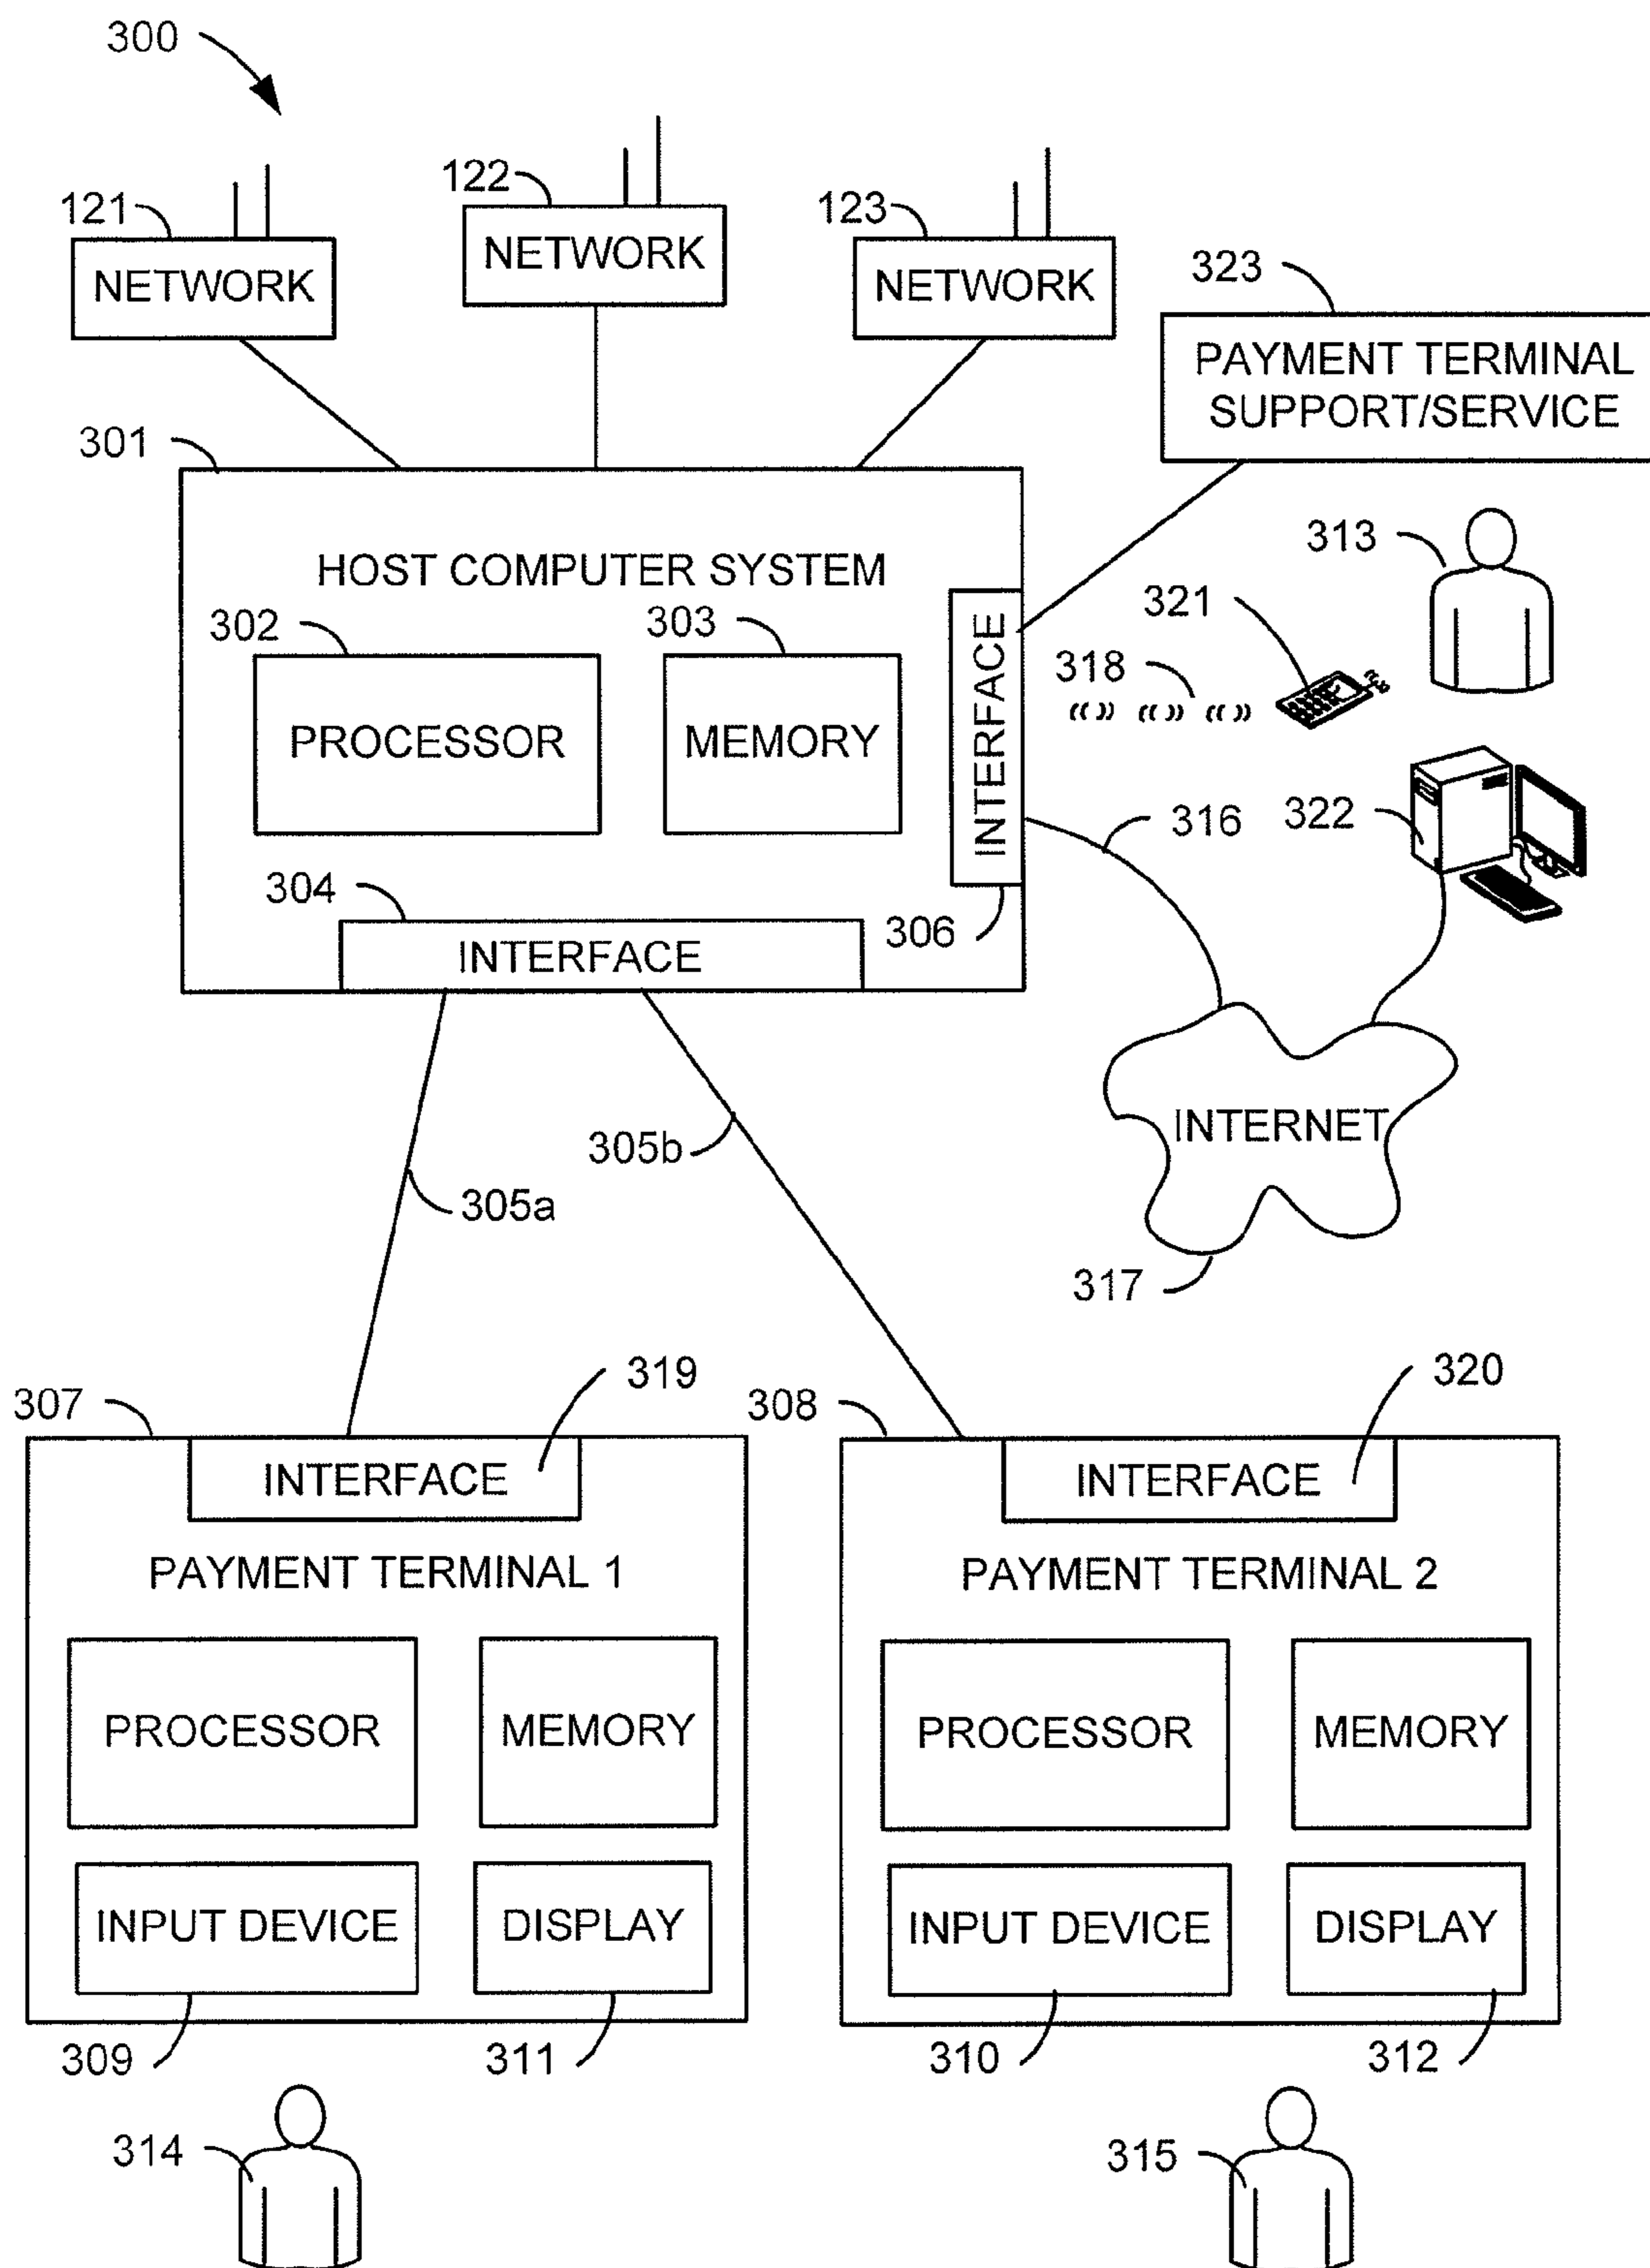 300
121
122
123
NETWORK
NETWORK
NETWORK
323
PAYMENT TERMINAL
SUPPORT/SERVICE
301
HOST COMPUTER SYSTEM
302
303
PROCESSOR
MEMORY
INTERFACE
304
306
INTERFACE
313
321
318
316
322
INTERNET
317
305b
305a
307
319
INTERFACE
PAYMENT TERMINAL 1
PROCESSOR
MEMORY
INPUT DEVICE
DISPLAY
309
311
314
308
320
INTERFACE
PAYMENT TERMINAL 2
PROCESSOR
MEMORY
INPUT DEVICE
DISPLAY
310
312
315